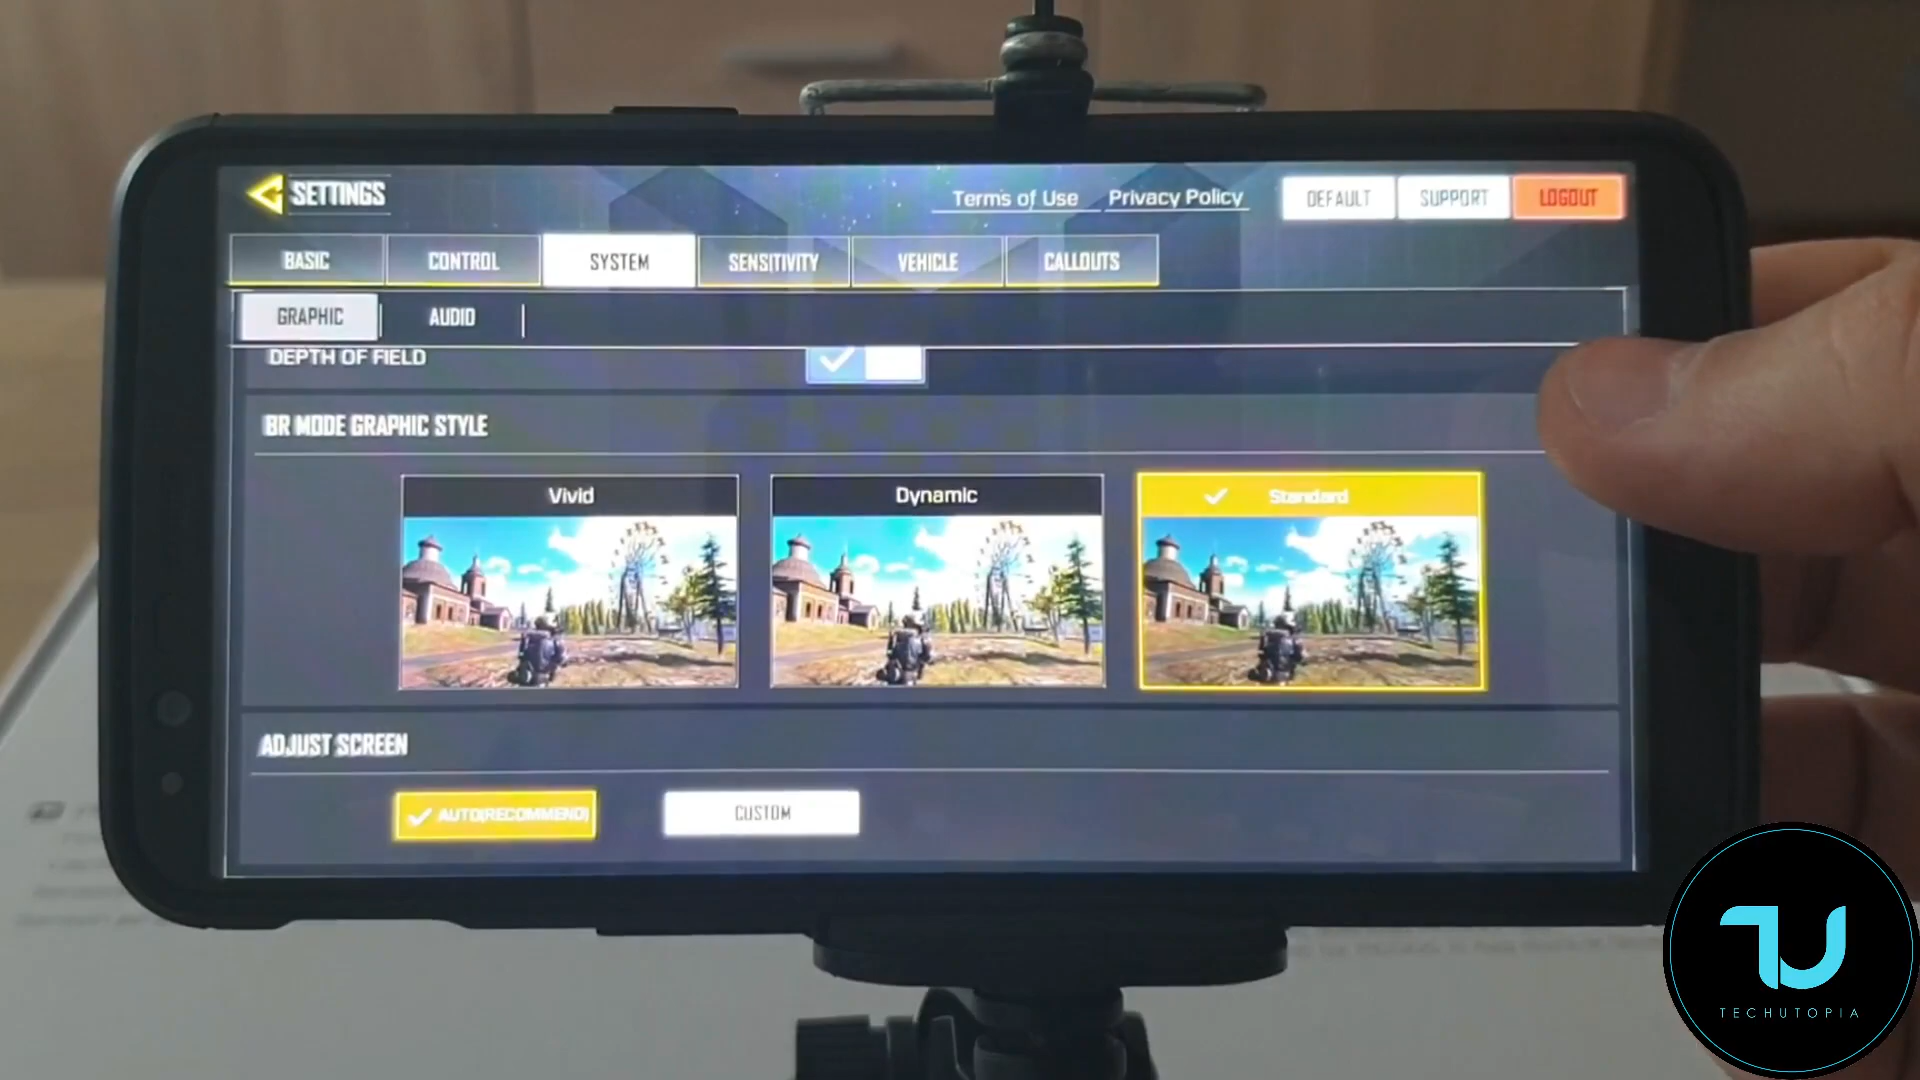 SETTINGS
Terms of Use
Privacy Policy
DEFAULT
SUPPORT
LOGOUT
BASIC
CONTROL
SYSTEM
SENSITIVITY
VEHICLE
CALLOUTS
GRAPHIC
AUDIO
DEPTH OF FIELD
BR MODE GRAPHIC STYLE
Vivid
Dynamic
Standard
ADJUST SCREEN
AUTO(RECOMMEND)
CUSTOM
TU
TECHUTOPIA